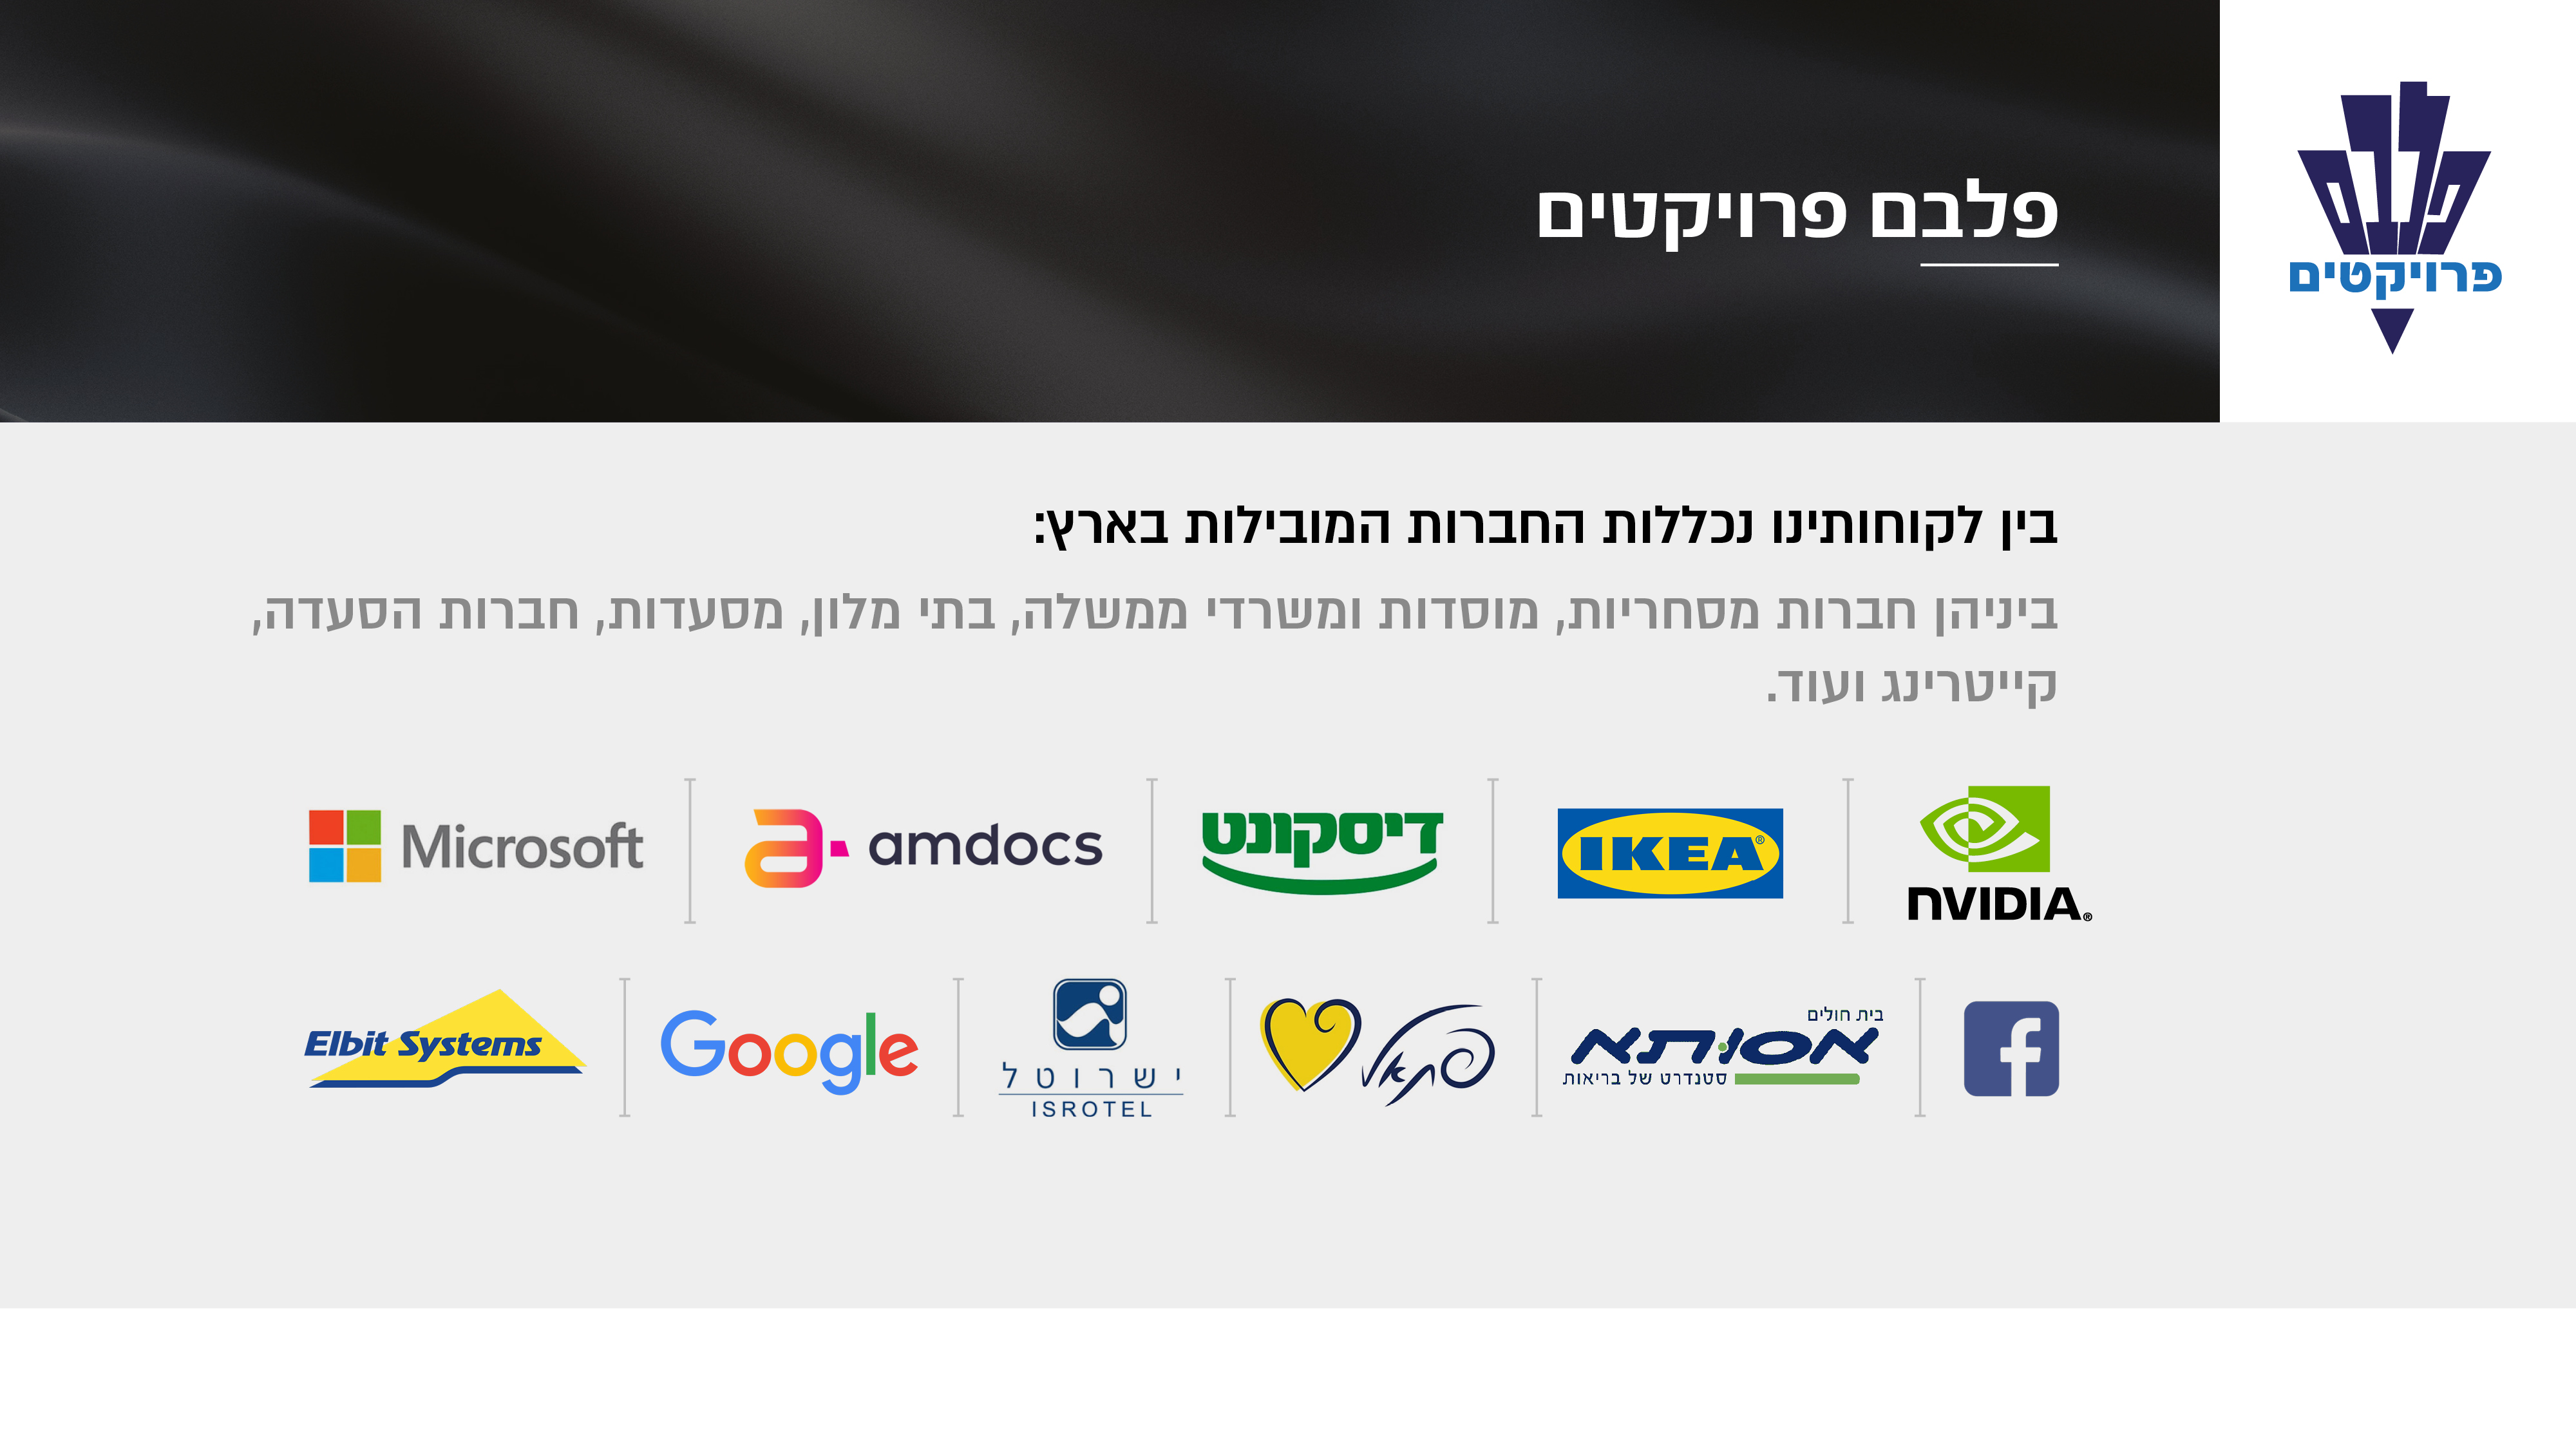 פלבם פרויקטים
פלבם
פרויקטים
בין לקוחותינו נכללות החברות המובילות בארץ:
ביניהן חברות מסחריות, מוסדות ומשרדי ממשלה, בתי מלון, מסעדות, חברות הסעדה,
קייטרינג ועוד.
NVIDIA®
IKEA®
דיסקונט
amdocs
Microsoft
בית חולים
אסותא
סטנדרט של בריאות
פתאל
ישרוטל
ISROTEL
Google
Elbit Systems